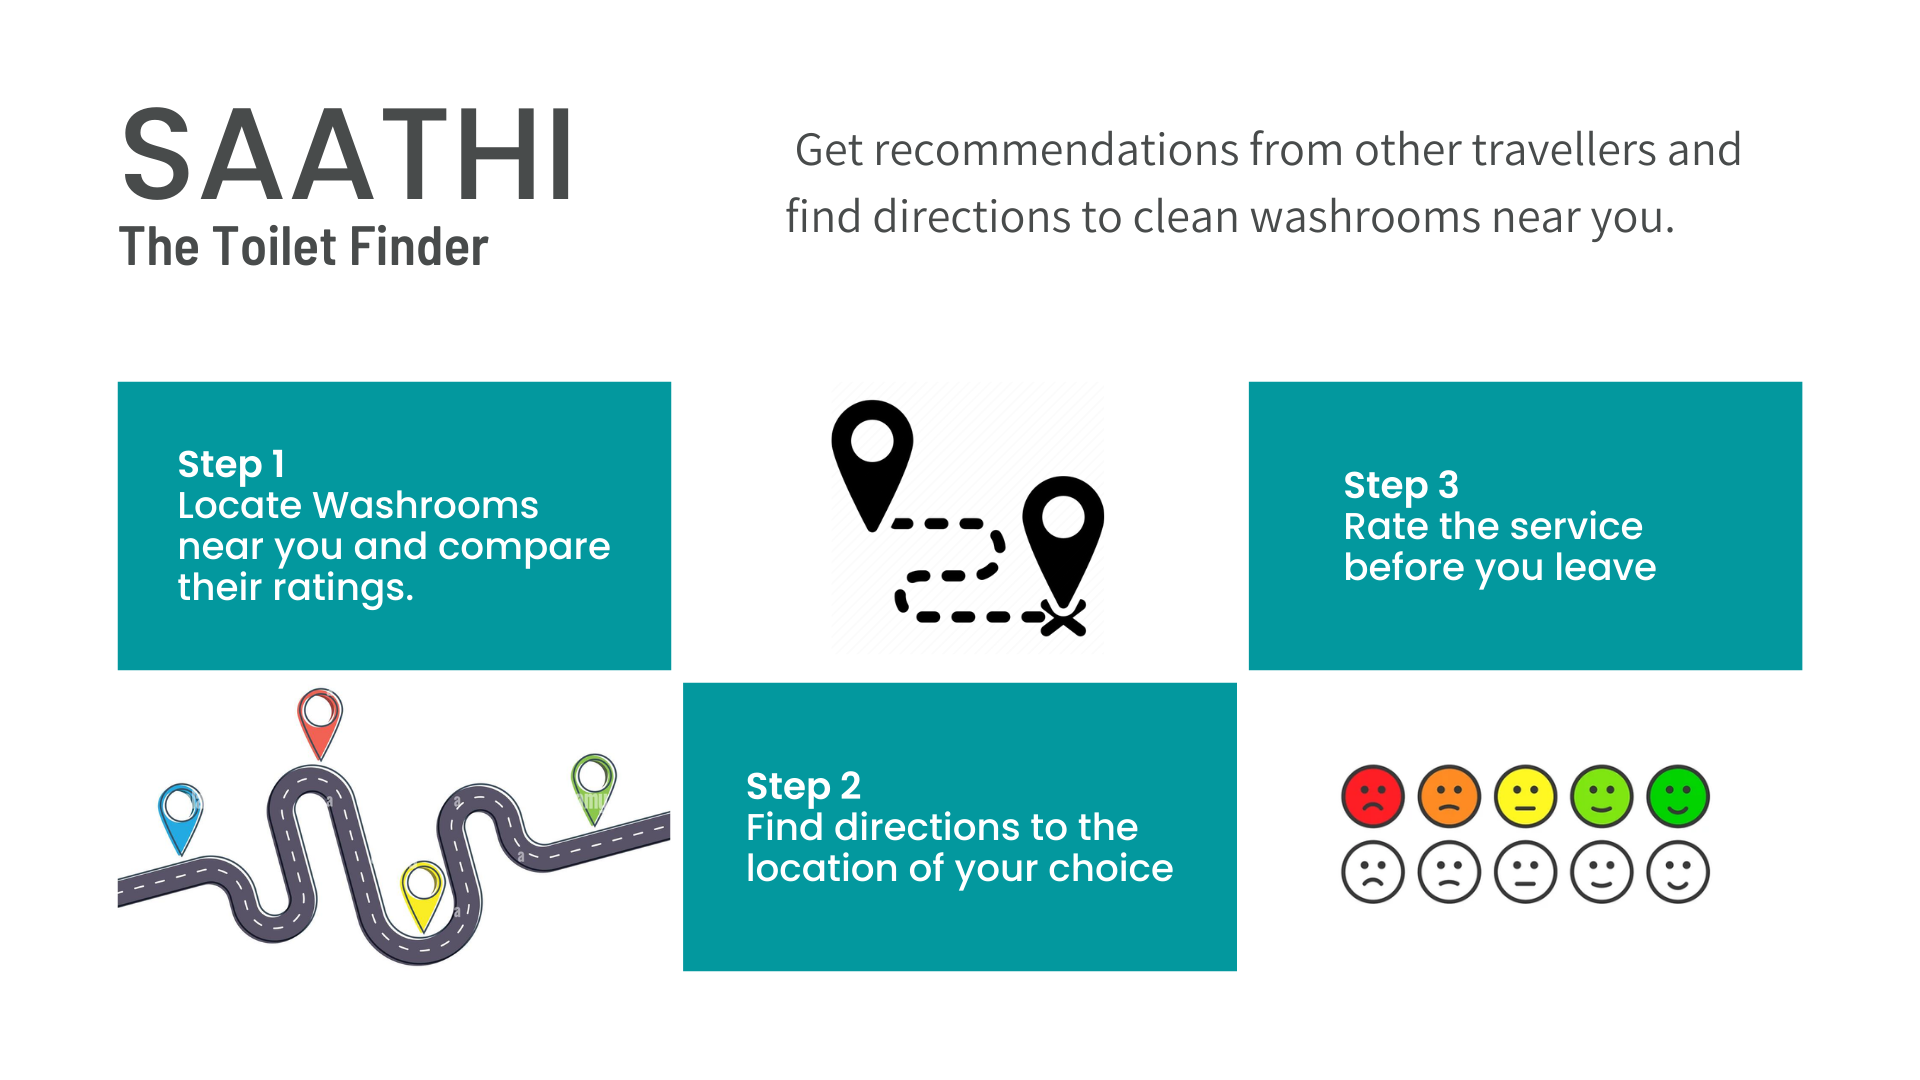 SAATHI
The Toilet Finder
Get recommendations from other travellers and
find directions to clean washrooms near you.
Step 1
Locate Washrooms
near you and compare
their ratings.
Step 2
Find directions to the
location of your choice
Step 3
Rate the service
before you leave
a
a
a
a